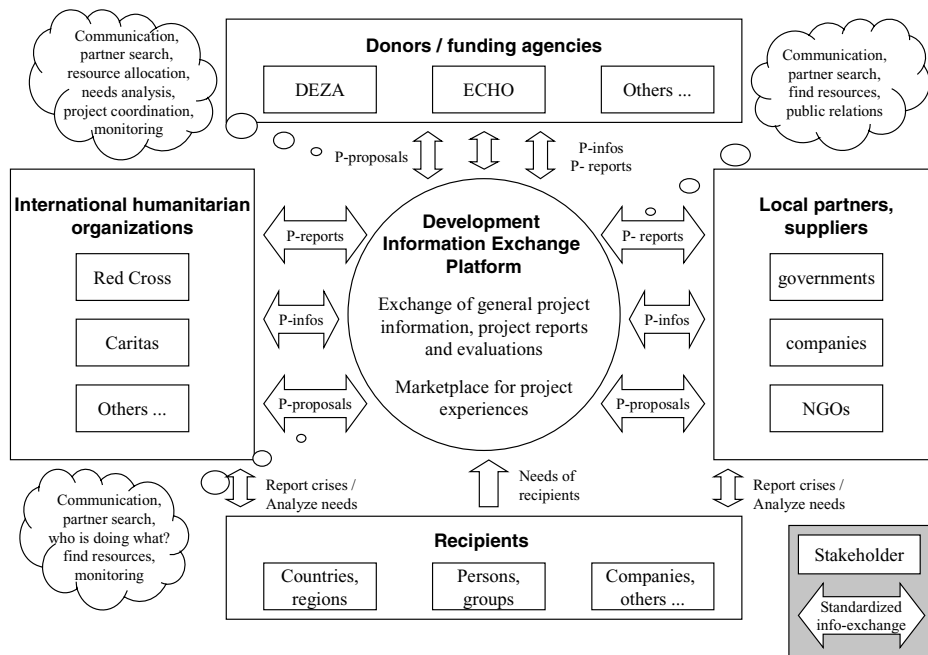 Communication,
partner search,
resource allocation,
needs analysis,
project coordination,
monitoring
Donors / funding agencies
DEZA
ECHO
Others ...
Communication,
partner search,
find resources,
public relations
P-proposals
P-infos
P- reports
International humanitarian
organizations
Red Cross
Caritas
Others ...
P-reports
P-infos
P-proposals
Development
Information Exchange
Platform
Exchange of general project
information, project reports
and evaluations
Marketplace for project
experiences
P- reports
P-infos
P-proposals
Local partners,
suppliers
governments
companies
NGOs
Communication,
partner search,
who is doing what?
find resources,
monitoring
Report crises /
Analyze needs
Needs of
recipients
Report crises /
Analyze needs
Recipients
Countries,
regions
Persons,
groups
Companies,
others ...
Stakeholder
Standardized
info-exchange